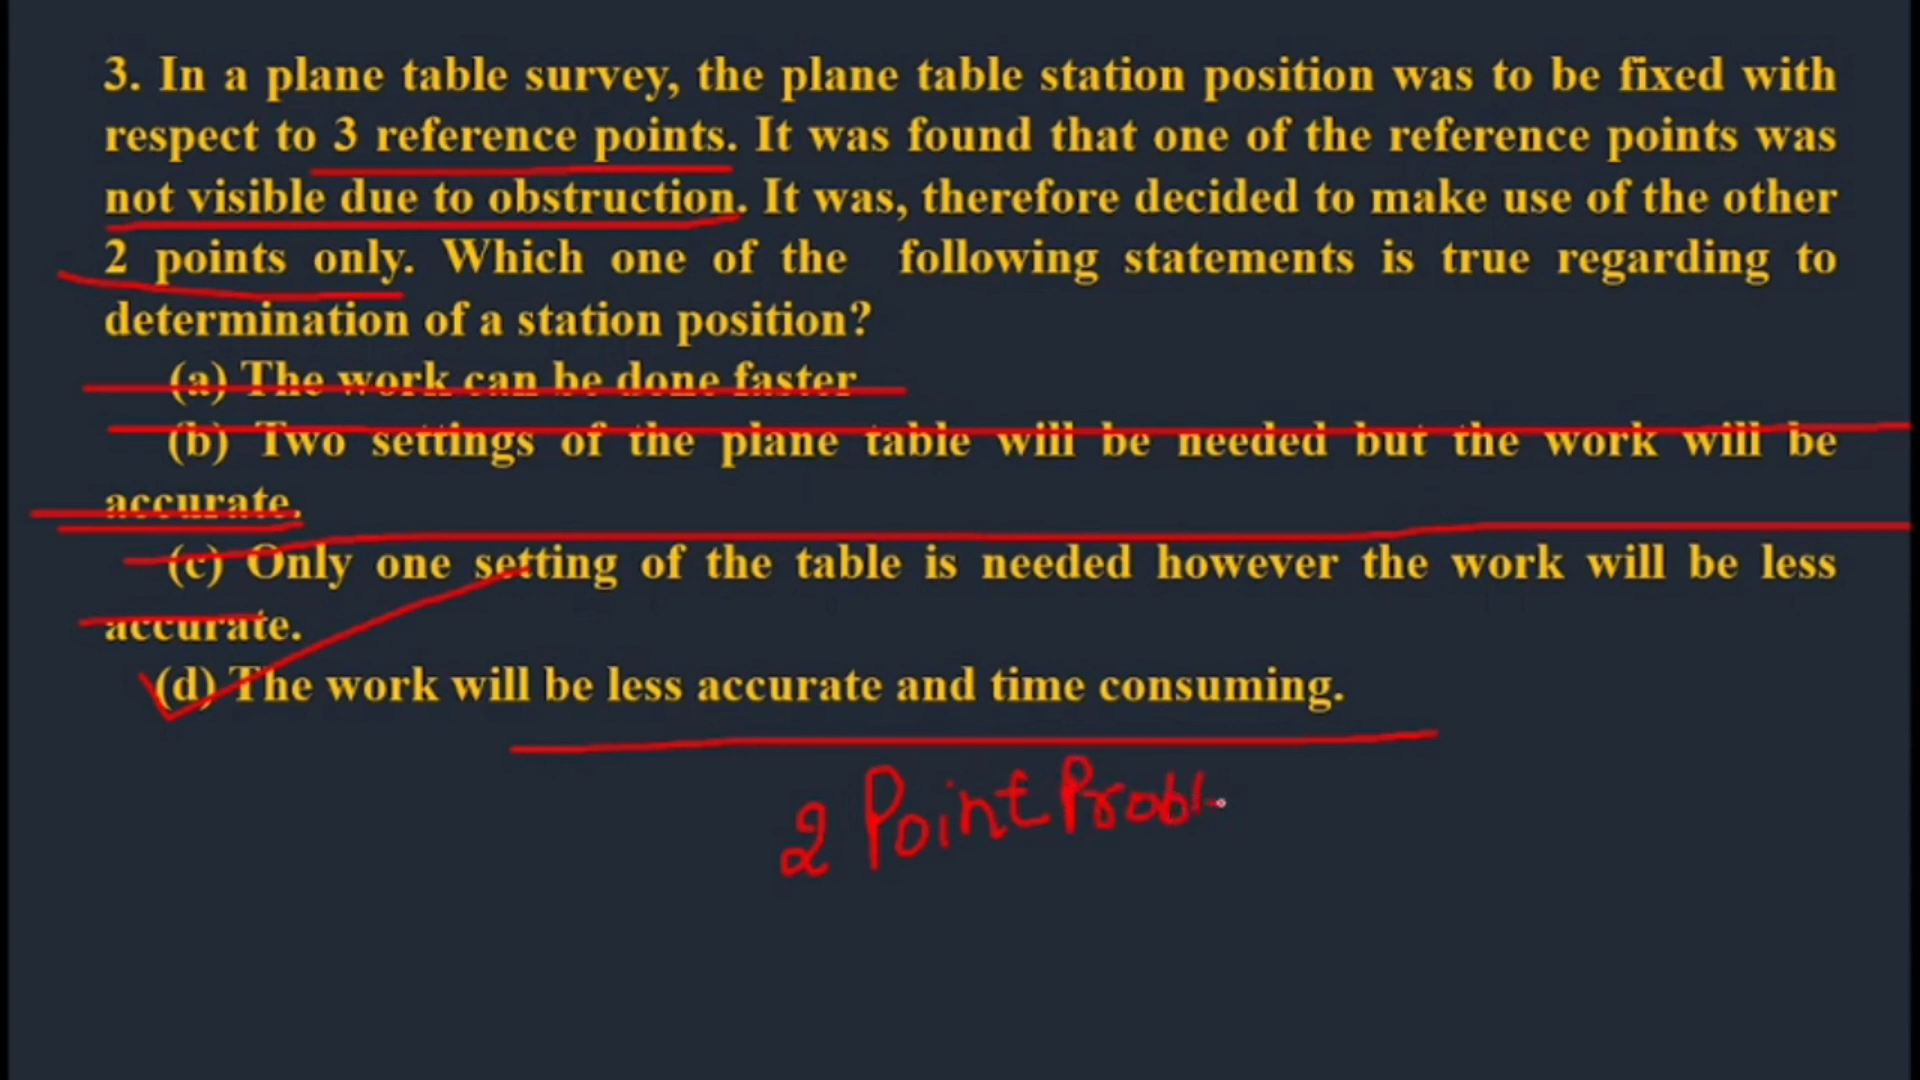 3. In a plane table survey, the plane table station position was to be fixed with
respect to 3 reference points. It was found that one of the reference points was
not visible due to obstruction. It was, therefore decided to make use of the other
2 points only. Which one of the following statements is true regarding to
determination of a station position?
(a) The work can be done faster
(b) Two settings of the plane table will be needed but the work will be
accurate.
(c) Only one setting of the table is needed however the work will be less
accurate.
(d) The work will be less accurate and time consuming.
2 Point Probl